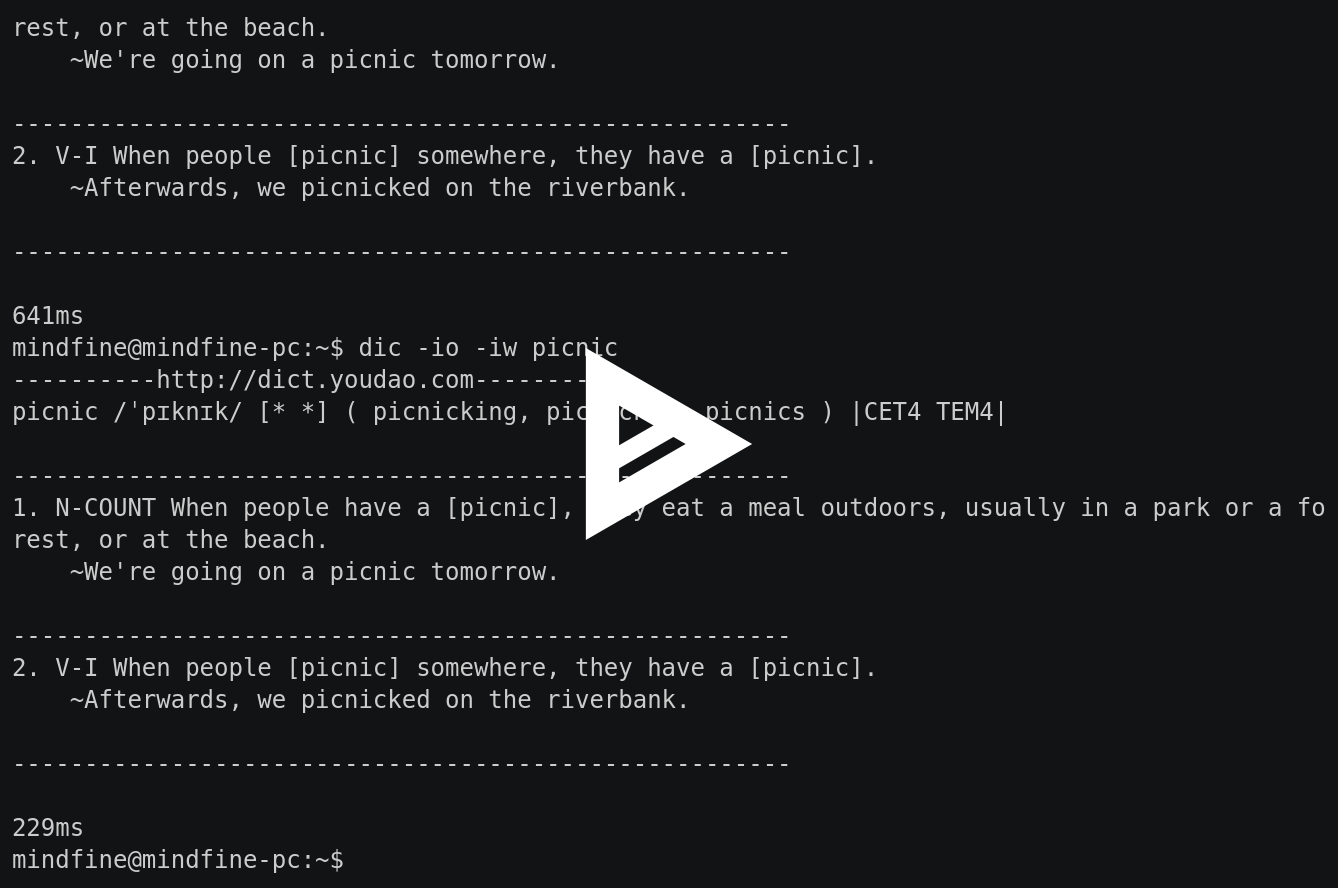 rest, or at the beach.
    ~We're going on a picnic tomorrow.
------------------------------------------------------
2. V-I When people [picnic] somewhere, they have a [picnic].
    ~Afterwards, we picnicked on the riverbank.
------------------------------------------------------
641ms
mindfine@mindfine-pc:~$ dic -io -iw picnic
----------http://dict.youdao.com--------
picnic /ˈpɪknɪk/ [* *] ( picnicking, picnics ) |CET4 TEM4|
------------------------------------------------------
1. N-COUNT When people have a [picnic], eat a meal outdoors, usually in a park or a fo
rest, or at the beach.
    ~We're going on a picnic tomorrow.
------------------------------------------------------
2. V-I When people [picnic] somewhere, they have a [picnic].
    ~Afterwards, we picnicked on the riverbank.
------------------------------------------------------
229ms
mindfine@mindfine-pc:~$